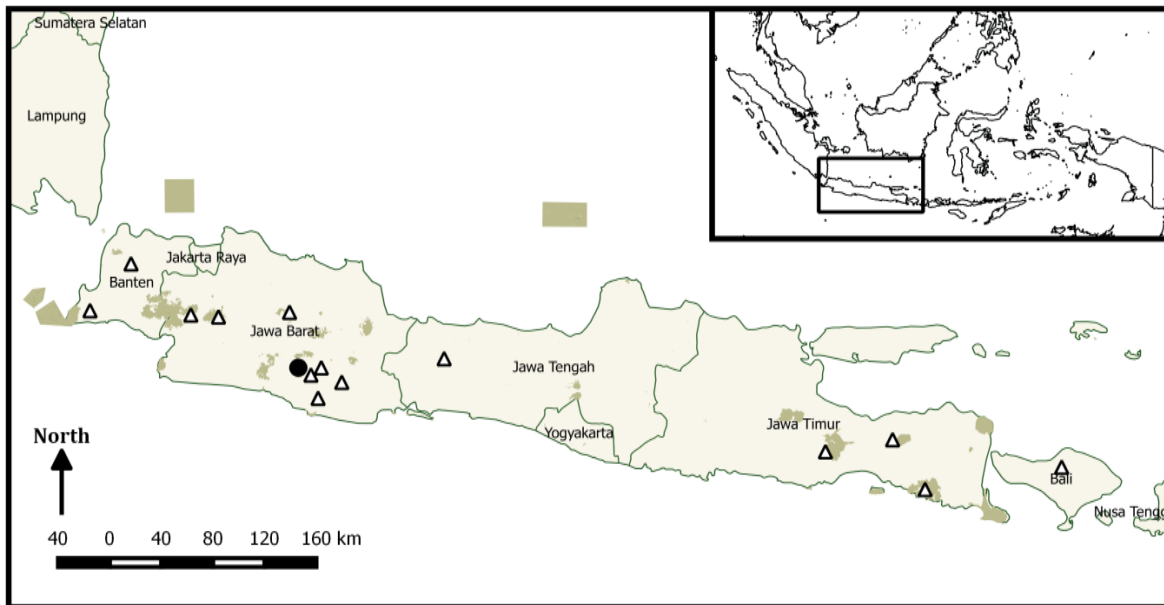 Sumatera Selatan
Lampung
Jakarta Raya
Banten
Jawa Barat
Jawa Tengah
Yogyakarta
Jawa Timur
Bali
Nusa Tengg
North
40 0 40 80 120 160 km